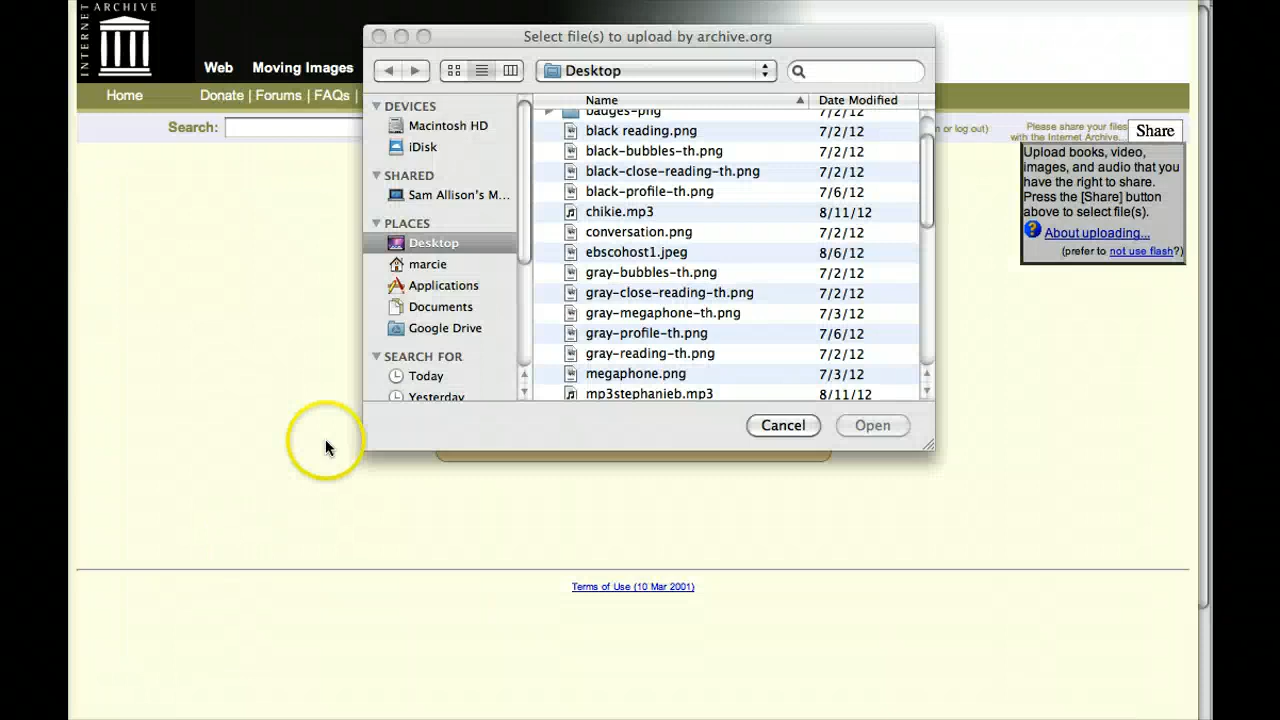 INTERNET ARCHIVE
Web Moving Images
Home Donate | Forums | FAQs |
Search:
n or log out)
Please share your files
with the Internet Archive...
Share
Upload books, video,
images, and audio that you
have the right to share.
Press the [Share] button
above to select file(s).
About uploading...
(prefer to not use flash?)
Select file(s) to upload by archive.org
Desktop
DEVICES
Macintosh HD
iDisk
SHARED
Sam Allison's M...
PLACES
Desktop
marcie
Applications
Documents
Google Drive
SEARCH FOR
Today
Yesterday
Name Date Modified
badges-png 7/2/12
black reading.png 7/2/12
black-bubbles-th.png 7/2/12
black-close-reading-th.png 7/2/12
black-profile-th.png 7/6/12
chikie.mp3 8/11/12
conversation.png 7/2/12
ebscohost1.jpeg 8/6/12
gray-bubbles-th.png 7/2/12
gray-close-reading-th.png 7/2/12
gray-megaphone-th.png 7/3/12
gray-profile-th.png 7/6/12
gray-reading-th.png 7/2/12
megaphone.png 7/3/12
mp3stephanieb.mp3 8/11/12
Cancel Open
Terms of Use (10 Mar 2001)